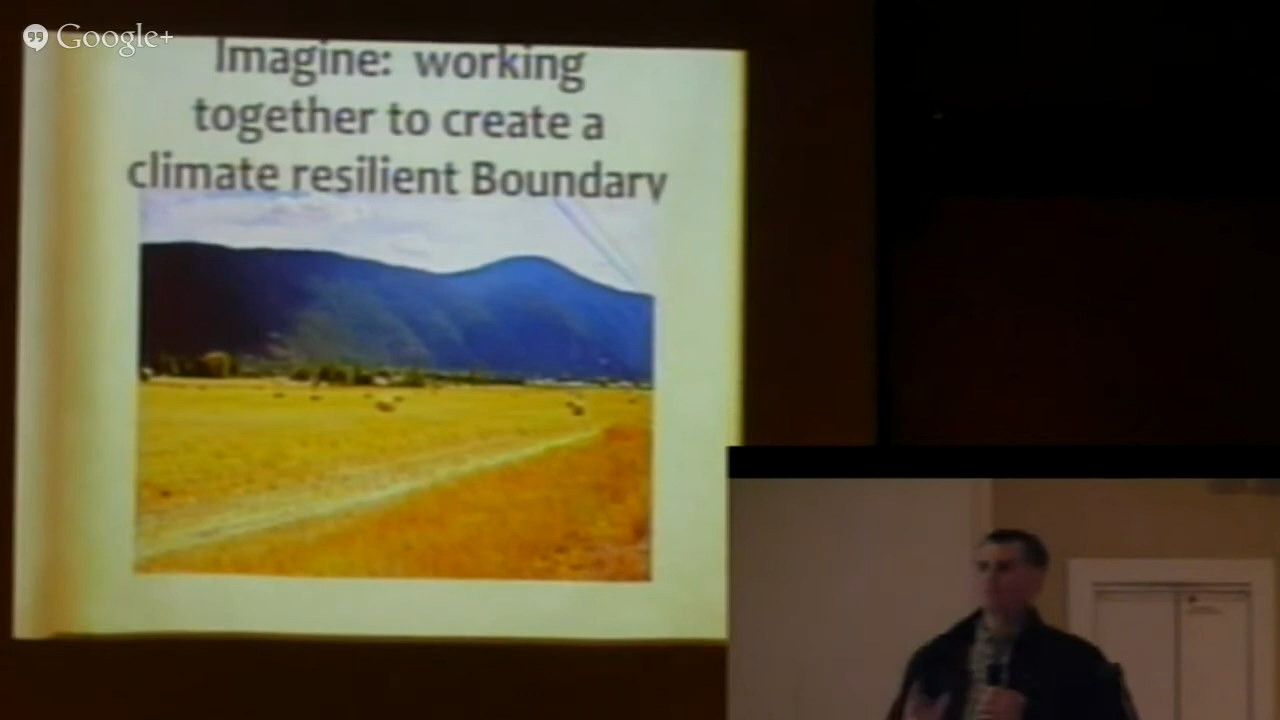 Google+
Imagine: working
together to create a
climate resilient Boundary